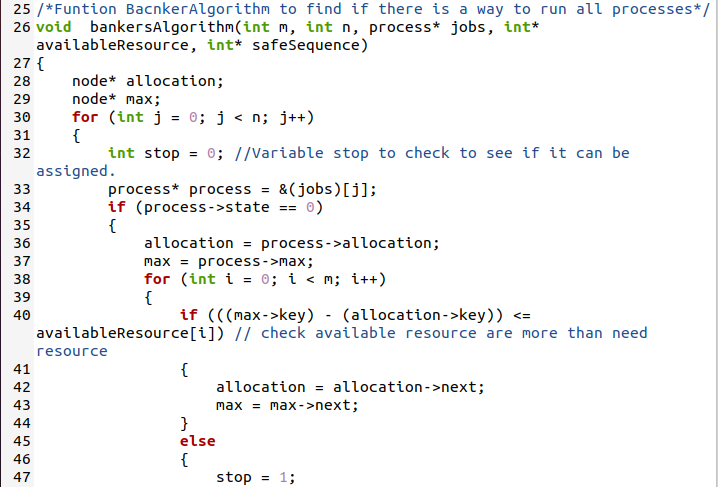 25 /*Funtion BacnkerAlgorithm to find if there is a way to run all processes*/
26 void  bankersAlgorithm(int m, int n, process* jobs, int*
availableResource, int* safeSequence)
27 {
28     node* allocation;
29     node* max;
30     for (int j = 0; j < n; j++)
31     {
32         int stop = 0; //Variable stop to check to see if it can be
assigned.
33         process* process = &(jobs)[j];
34         if (process->state == 0)
35         {
36             allocation = process->allocation;
37             max = process->max;
38             for (int i = 0; i < m; i++)
39             {
40                 if (((max->key) - (allocation->key)) <=
availableResource[i]) // check available resource are more than need
resource
41                 {
42                     allocation = allocation->next;
43                     max = max->next;
44                 }
45                 else
46                 {
47                     stop = 1;